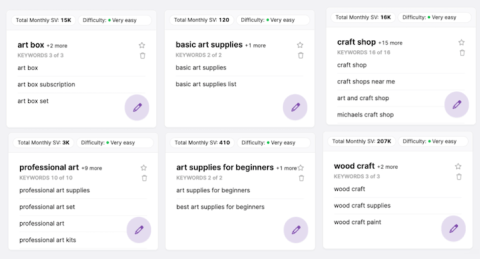 Total Monthly SV: 15K Difficulty: Very easy
art box +2 more
KEYWORDS 3 of 3
art box
art box subscription
art box set
Total Monthly SV: 120 Difficulty: Very easy
basic art supplies +1 more
KEYWORDS 2 of 2
basic art supplies
basic art supplies list
Total Monthly SV: 16K Difficulty: Very easy
craft shop +15 more
KEYWORDS 16 of 16
craft shop
craft shops near me
art and craft shop
michaels craft shop
Total Monthly SV: 3K Difficulty: Very easy
professional art +9 more
KEYWORDS 10 of 10
professional art supplies
professional art set
professional art
professional art kits
Total Monthly SV: 410 Difficulty: Very easy
art supplies for beginners +1 more
KEYWORDS 2 of 2
art supplies for beginners
best art supplies for beginners
Total Monthly SV: 207K Difficulty: Very easy
wood craft +2 more
KEYWORDS 3 of 3
wood craft
wood craft supplies
wood craft paint